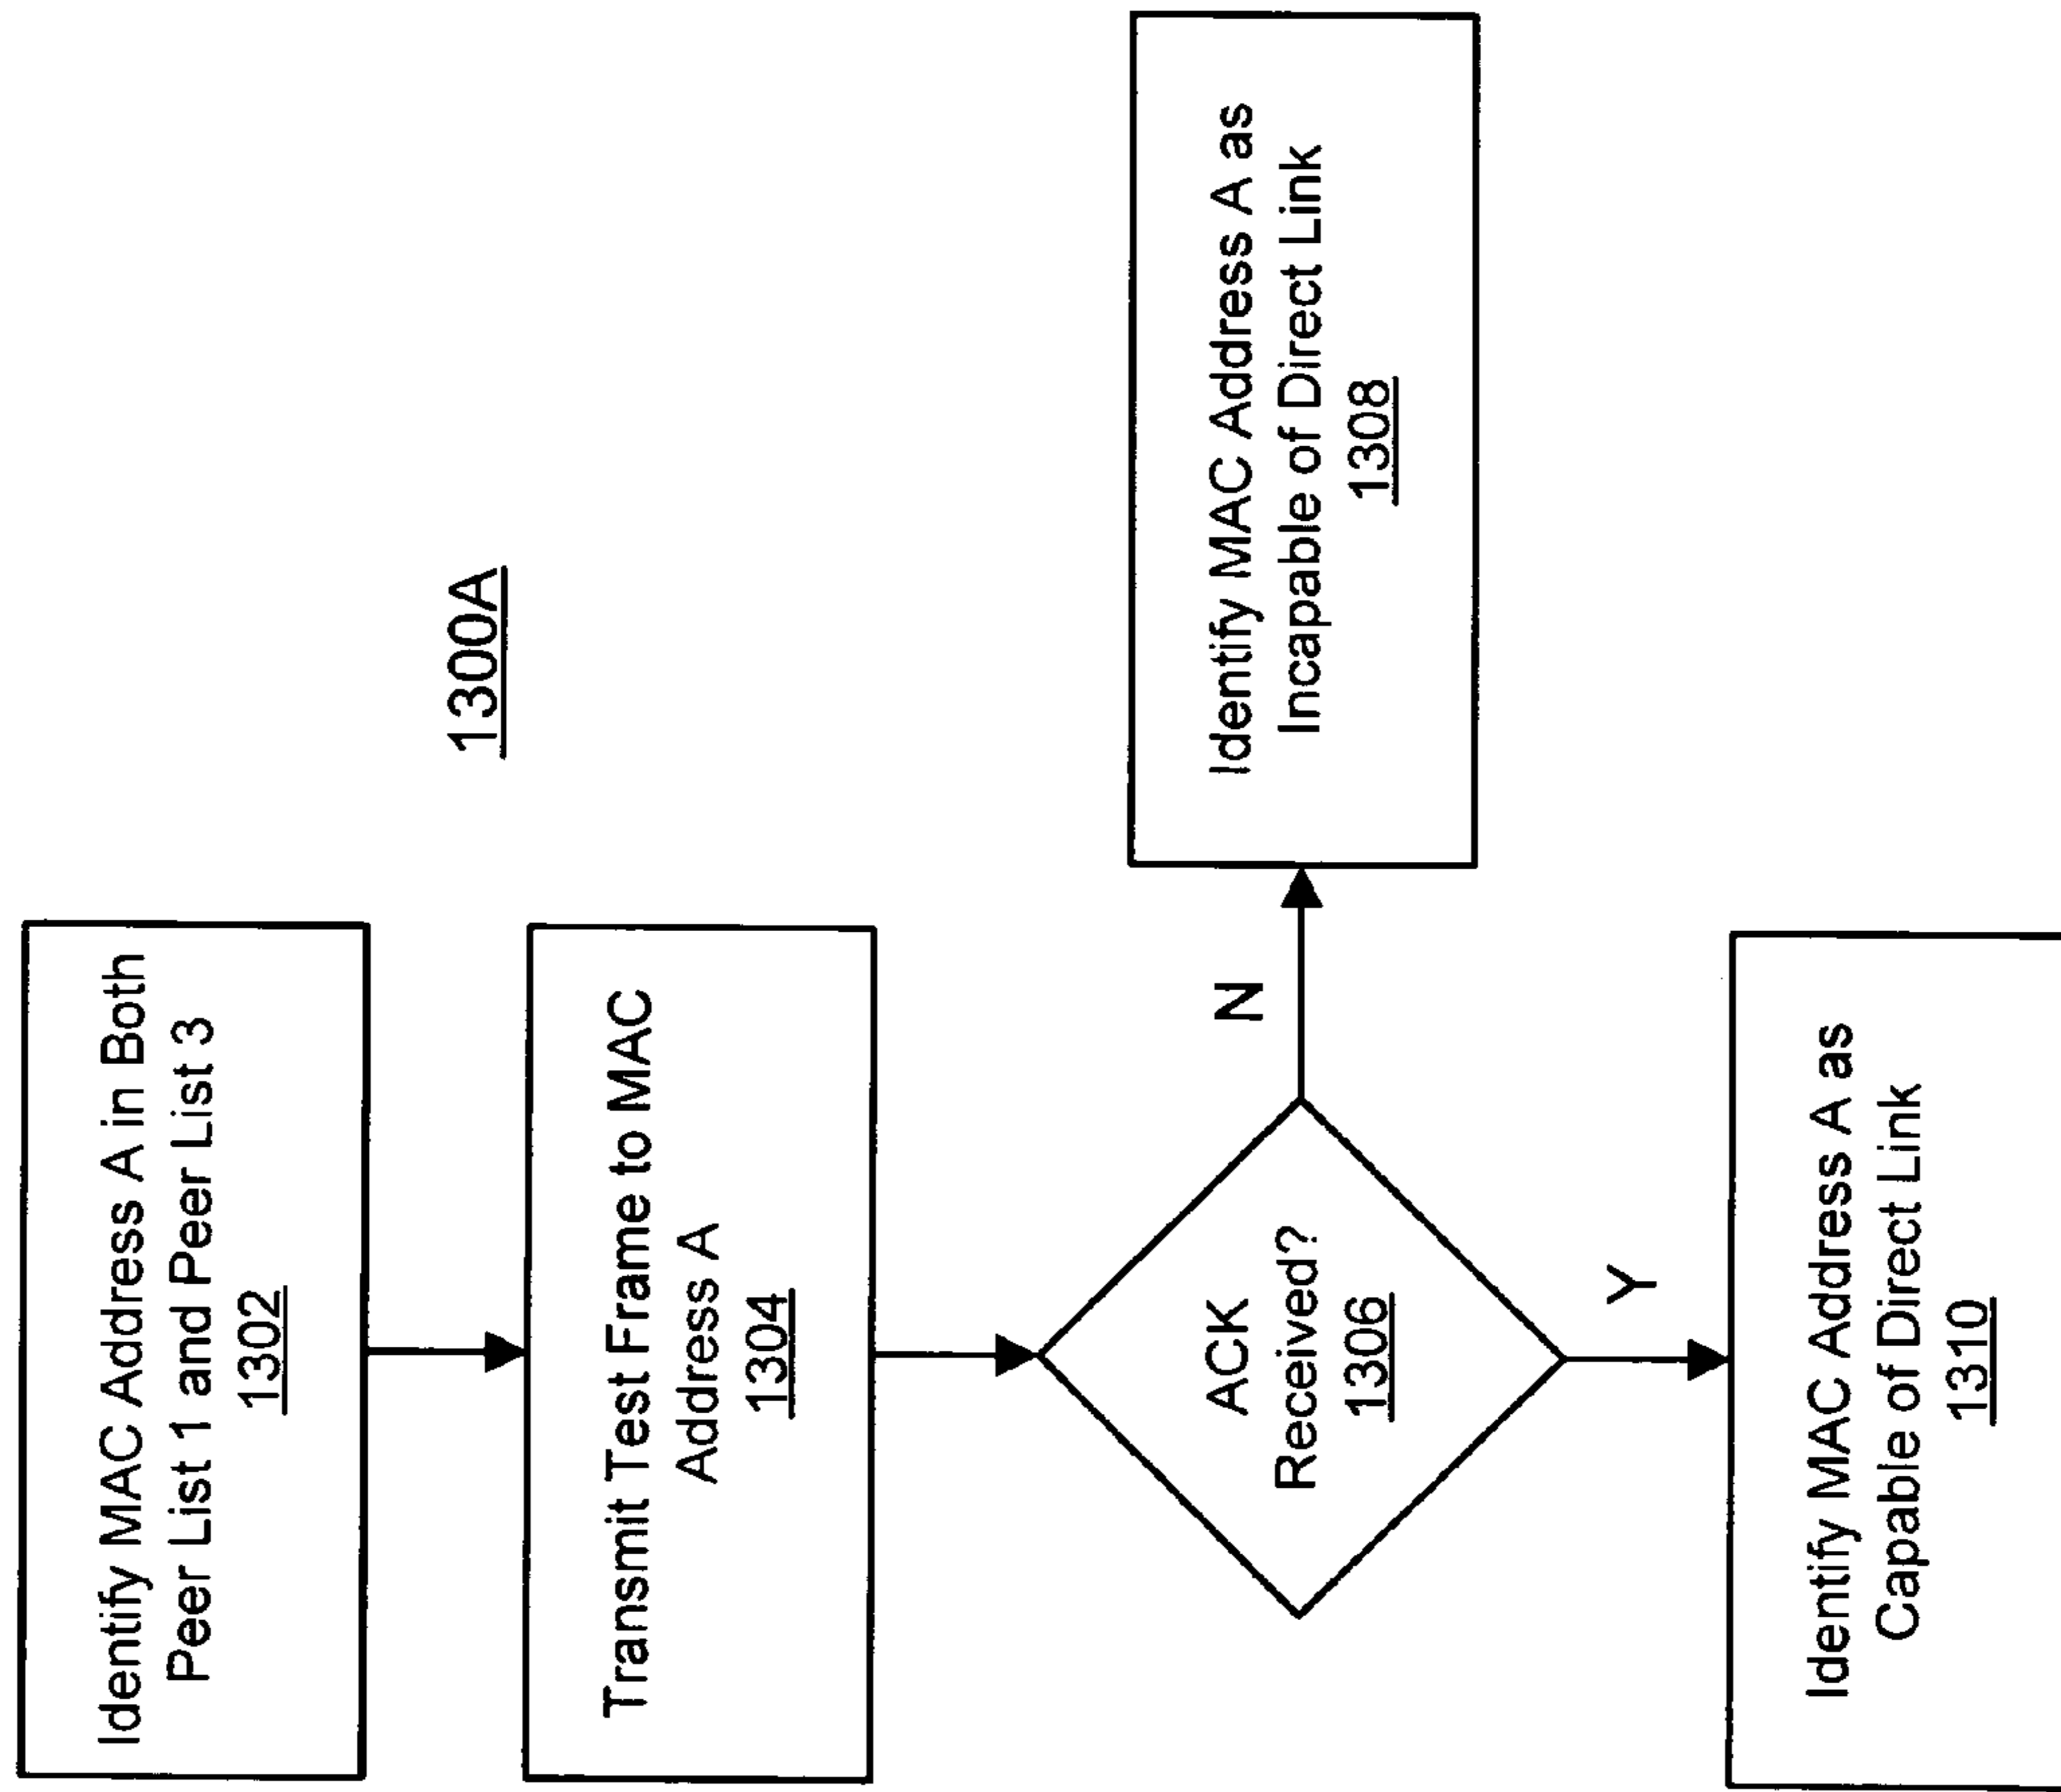 1300A
Identify MAC Address A in Both
Peer List 1 and Peer List 3
1302
Transmit Test Frame to MAC
Address A
1304
ACK
Received?
1306
N
Identify MAC Address A as
Incapable of Direct Link
1308
Y
Identify MAC Address A as
Capable of Direct Link
1310